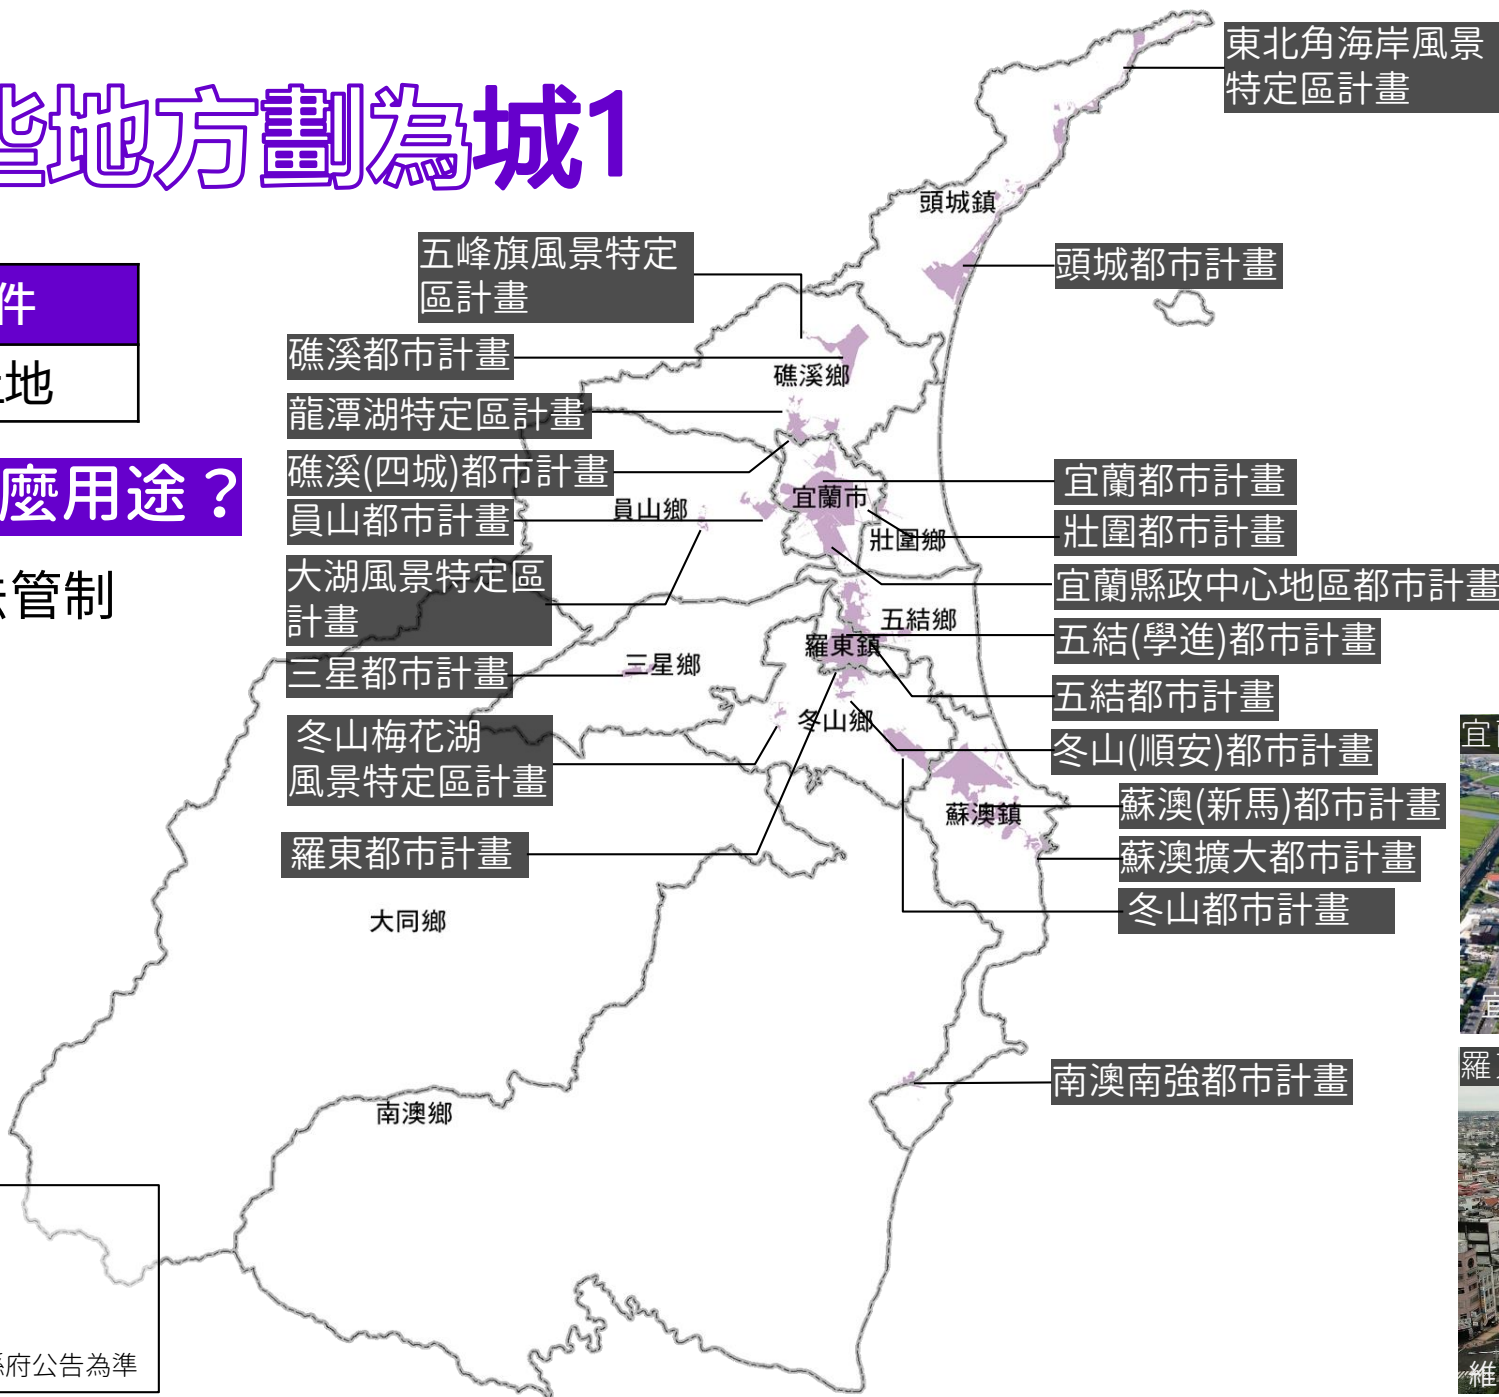 些地方劃為城1
件
土地
麼用途？
法管制
東北角海岸風景
特定區計畫
頭城鎮
頭城都市計畫
五峰旗風景特定
區計畫
礁溪都市計畫
礁溪鄉
龍潭湖特定區計畫
礁溪(四城)都市計畫
員山都市計畫
員山鄉
大湖風景特定區
計畫
三星都市計畫
三星鄉
冬山梅花湖
風景特定區計畫
羅東都市計畫
宜蘭市
宜蘭都市計畫
壯圍鄉
壯圍都市計畫
宜蘭縣政中心地區都市計畫
五結鄉
五結(學進)都市計畫
羅東鎮
五結都市計畫
冬山鄉
冬山(順安)都市計畫
蘇澳(新馬)都市計畫
蘇澳鎮
蘇澳擴大都市計畫
冬山都市計畫
大同鄉
南澳鄉
南澳南強都市計畫
縣府公告為準
宜
宜
羅
維